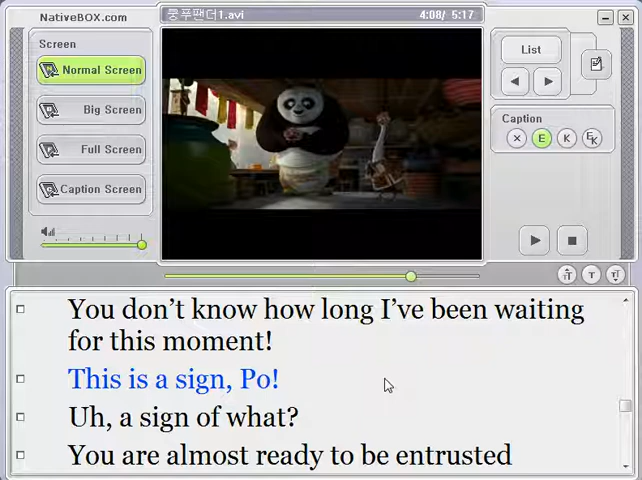 NativeBOX.com
쿵푸팬더1.avi
4:08/ 5:17
Screen
Normal Screen
Big Screen
Full Screen
Caption Screen
List
Caption
E
K
EK
T
T
T
You don't know how long I've been waiting
for this moment!
This is a sign, Po!
Uh, a sign of what?
You are almost ready to be entrusted